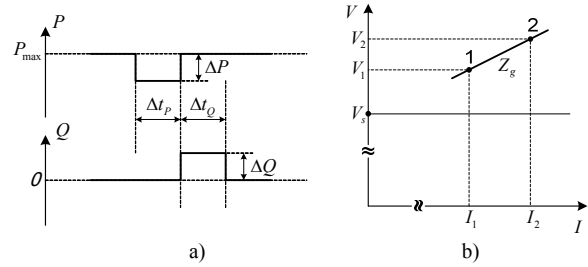 P
P_max
ΔP
Δt_P
Δt_Q
Q
0
ΔQ
a)
V
V_2
V_1
V_s
1
2
Z_g
I_1
I_2
I
b)